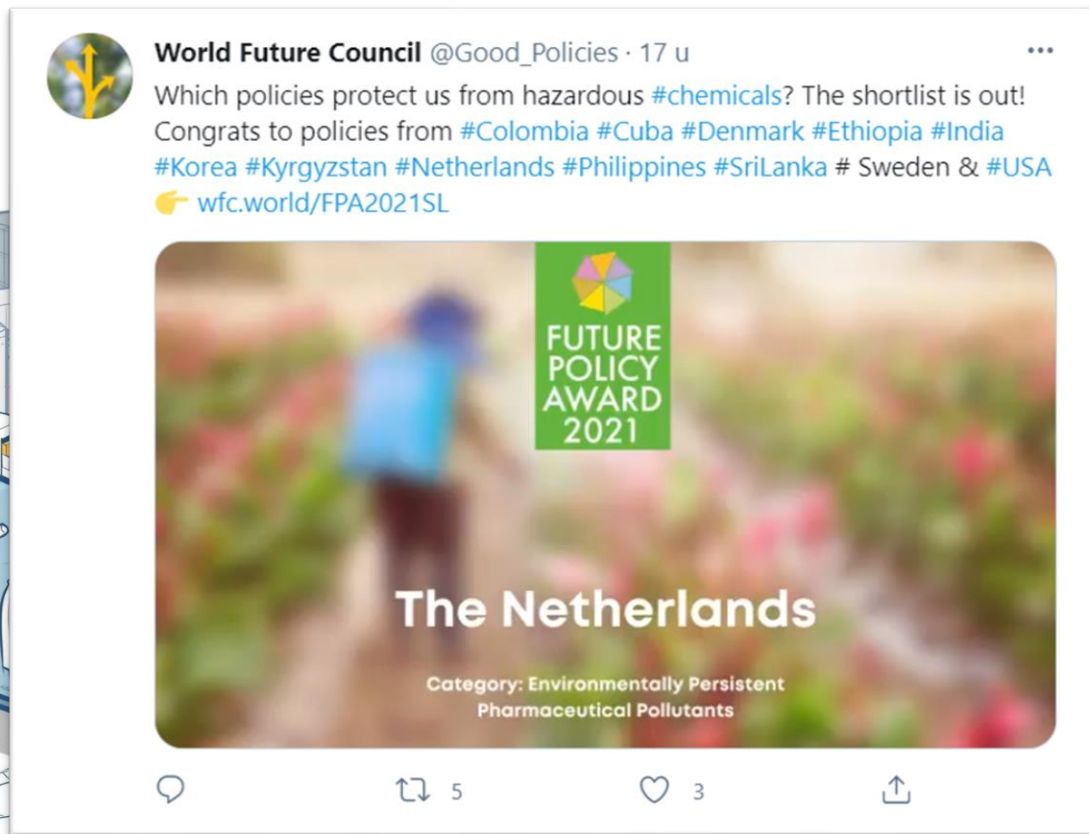 World Future Council @Good_Policies · 17 u
Which policies protect us from hazardous #chemicals? The shortlist is out!
Congrats to policies from #Colombia #Cuba #Denmark #Ethiopia #India
#Korea #Kyrgyzstan #Netherlands #Philippines #SriLanka # Sweden & #USA
👉 wfc.world/FPA2021SL
FUTURE
POLICY
AWARD
2021
The Netherlands
Category: Environmentally Persistent
Pharmaceutical Pollutants
5 3